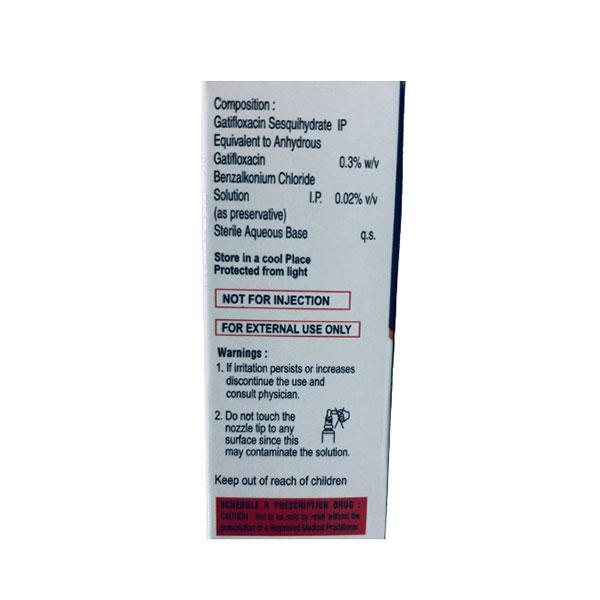 Composition :
Gatifloxacin Sesquihydrate IP
Equivalent to Anhydrous
Gatifloxacin 0.3% w/v
Benzalkonium Chloride
Solution I.P. 0.02% v/v
(as preservative)
Sterile Aqueous Base q.s.
Store in a cool Place
Protected from light
NOT FOR INJECTION
FOR EXTERNAL USE ONLY
Warnings :
1. If irritation persists or increases
discontinue the use and
consult physician.
2. Do not touch the
nozzle tip to any
surface since this
may contaminate the solution.
Keep out of reach of children
SCHEDULE H PRESCRIPTION DRUG :
CAUTION : Not to be sold by retail without the
prescription of a Registered Medical Practitioner.